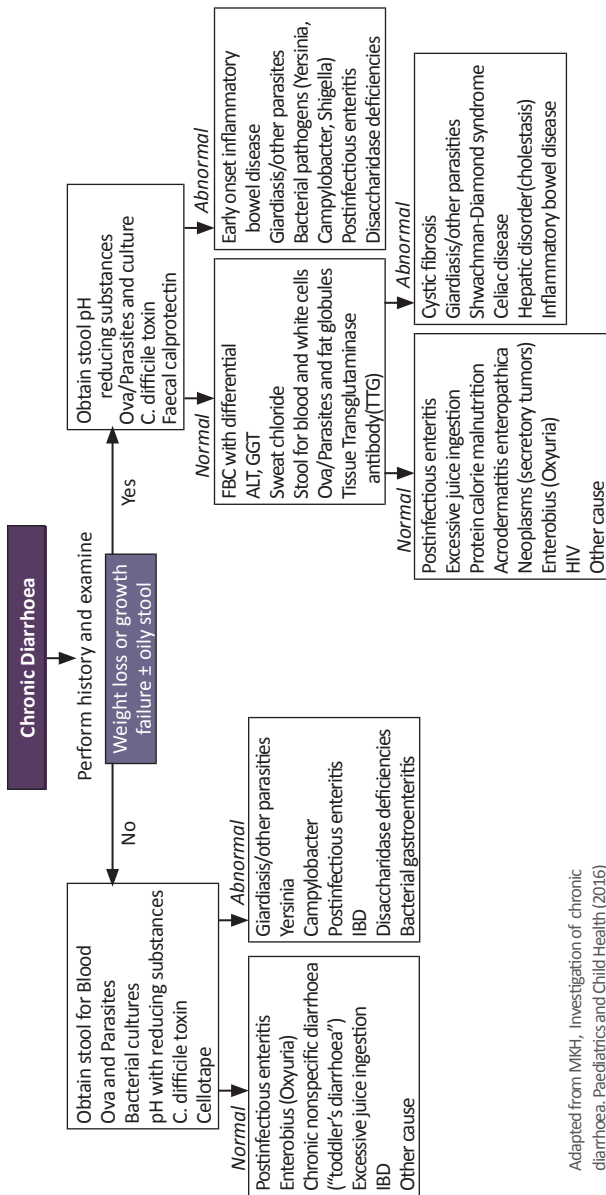 Chronic Diarrhoea
Perform history and examine
Weight loss or growth
failure ± oily stool
No
Yes
Obtain stool for Blood
Ova and Parasites
Bacterial cultures
pH with reducing substances
C. difficile toxin
Cellotape
Normal
Abnormal
Postinfectious enteritis
Enterobius (Oxyuria)
Chronic nonspecific diarrhoea
(“toddler’s diarrhoea”)
Excessive juice ingestion
IBD
Other cause
Giardiasis/other parasities
Yersinia
Campylobacter
Postinfectious enteritis
IBD
Disaccharidase deficiencies
Bacterial gastroenteritis
Obtain stool pH
reducing substances
Ova/Parasites and culture
C. difficile toxin
Faecal calprotectin
Normal
Abnormal
FBC with differential
ALT, GGT
Sweat chloride
Stool for blood and white cells
Ova/Parasites and fat globules
Tissue Transglutaminase
antibody(TTG)
Early onset inflammatory
bowel disease
Giardiasis/other parasites
Bacterial pathogens (Yersinia,
Campylobacter, Shigella)
Postinfectious enteritis
Disaccharidase deficiencies
Normal
Abnormal
Postinfectious enteritis
Excessive juice ingestion
Protein calorie malnutrition
Acrodermatitis enteropathica
Neoplasms (secretory tumors)
Enterobius (Oxyuria)
HIV
Other cause
Cystic fibrosis
Giardiasis/other parasities
Shwachman-Diamond syndrome
Celiac disease
Hepatic disorder(cholestasis)
Inflammatory bowel disease
Adapted from MKH, Investigation of chronic
diarrhoea. Paediatrics and Child Health (2016)